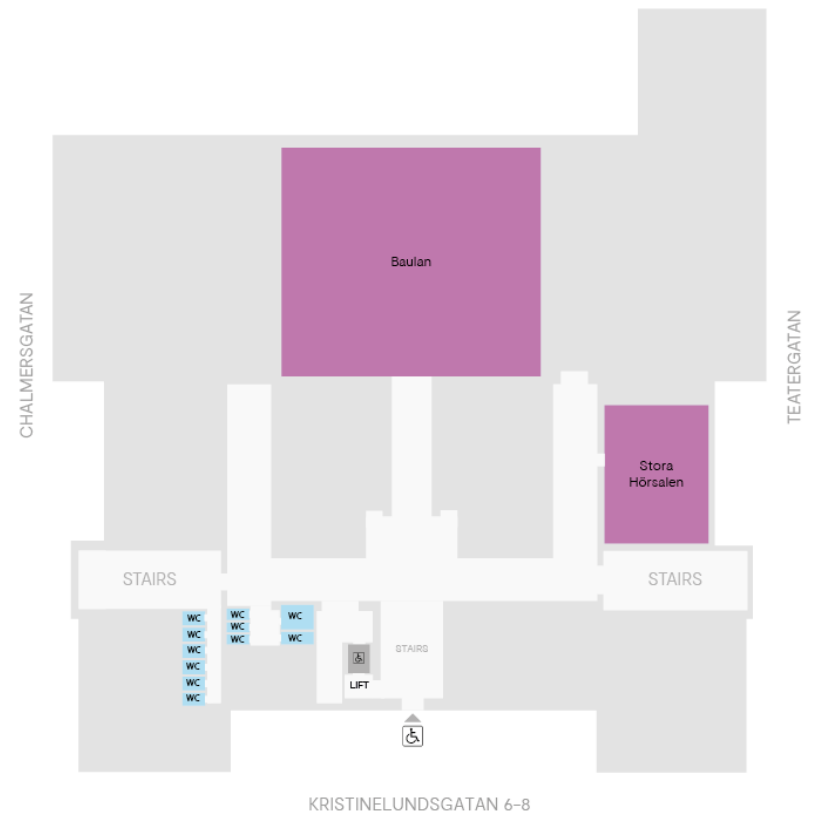 Baulan
CHALMERSGATAN
TEATERGATAN
Stora
Hörsalen
STAIRS
STAIRS
WC
WC
WC
WC
WC
WC
WC
WC
WC
WC
WC
STAIRS
LIFT
KRISTINELUNDSGATAN 6–8